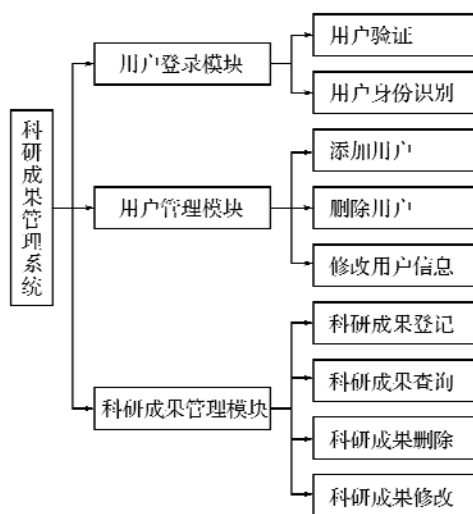 科研成果管理系统
用户登录模块
用户验证
用户身份识别
用户管理模块
添加用户
删除用户
修改用户信息
科研成果管理模块
科研成果登记
科研成果查询
科研成果删除
科研成果修改